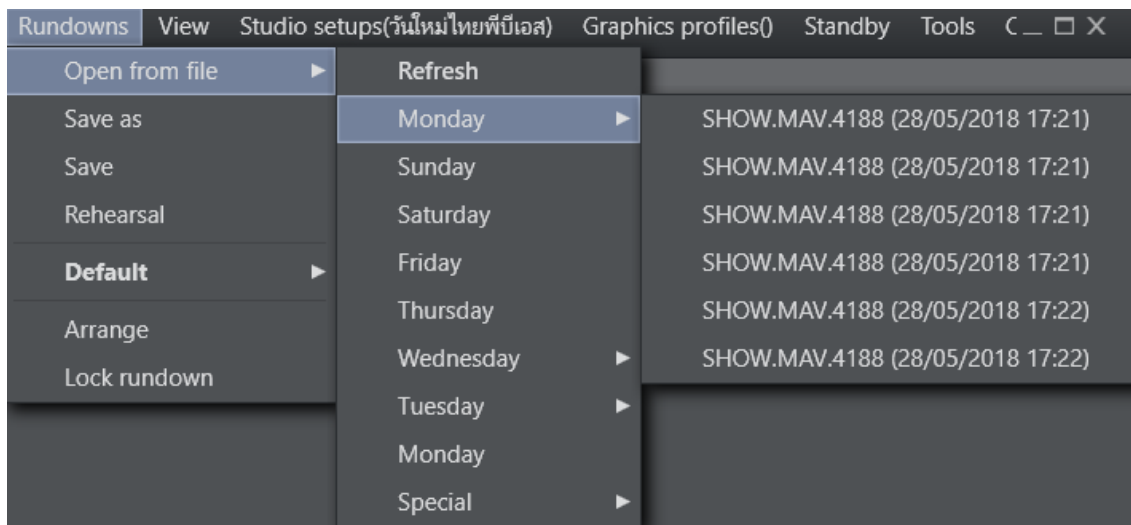 Rundowns View Studio setups(วันใหม่ไทยพีบีเอส) Graphics profiles() Standby Tools
Open from file
Save as
Save
Rehearsal
Default
Arrange
Lock rundown
Refresh
Monday
Sunday
Saturday
Friday
Thursday
Wednesday
Tuesday
Monday
Special
SHOW.MAV.4188 (28/05/2018 17:21)
SHOW.MAV.4188 (28/05/2018 17:21)
SHOW.MAV.4188 (28/05/2018 17:21)
SHOW.MAV.4188 (28/05/2018 17:21)
SHOW.MAV.4188 (28/05/2018 17:22)
SHOW.MAV.4188 (28/05/2018 17:22)